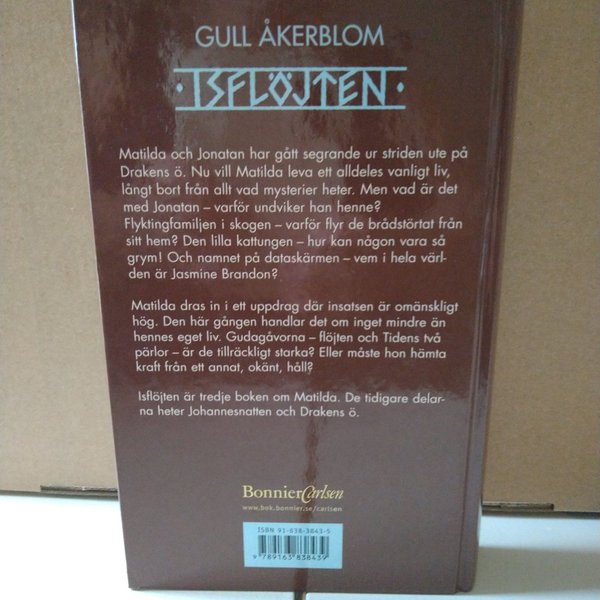 GULL ÅKERBLOM
·ISFLÖJTEN·
Matilda och Jonatan har gått segrande ur striden ute på
Drakens ö. Nu vill Matilda leva ett alldeles vanligt liv,
långt bort från allt vad mysterier heter. Men vad är det
med Jonatan – varför undviker han henne?
Flyktingfamiljen i skogen – varför flyr de brådstörtat från
sitt hem? Den lilla kattungen – hur kan någon vara så
grym! Och namnet på dataskärmen – vem i hela värl-
den är Jasmine Brandon?
Matilda dras in i ett uppdrag där insatsen är omänskligt
hög. Den här gången handlar det om inget mindre än
hennes eget liv. Gudagåvorna – flöjten och Tidens två
pärlor – är de tillräckligt starka? Eller måste hon hämta
kraft från ett annat, okänt, håll?
Isflöjten är tredje boken om Matilda. De tidigare delar-
na heter Johannesnatten och Drakens ö.
BonnierCarlsen
www.bok.bonnier.se/carlsen
ISBN 91-638-3843-5
9 789163 838439